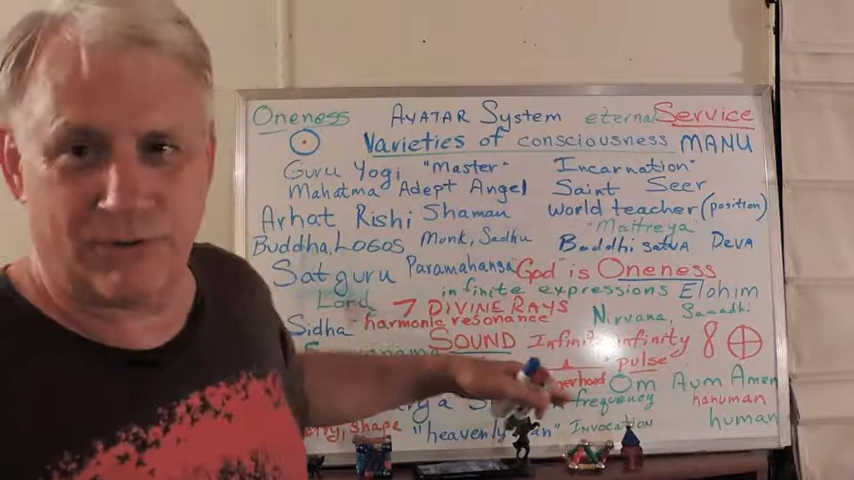 Oneness AVATAR SYSTEM eternal SERVICE
VARIETIES OF CONSCIOUSNESS, MANU
Guru Yogi "MASTER" "INCARNATION"
MAHATMA, ADEPT, ANGEL SAINT, SEER
ARHAT, RISHI, SHAMAN WORLD TEACHER (POSITION)
"MAITREYA"
Buddha, LOGOS MONK, SADhu BoddhiSATVA, DEVA
SATguru PARAMAHANSA God is ONENESS
infinite expressions Elohim
Lord 7 DIVINE RAYS NIRVANA, SAMADhi
Sidha, harmonic resonance
SOUND Infinite infinity 8
pulse
Om AUM AMEN
frequency hanuman
human
"heavenly man" INVOCATION
Shape